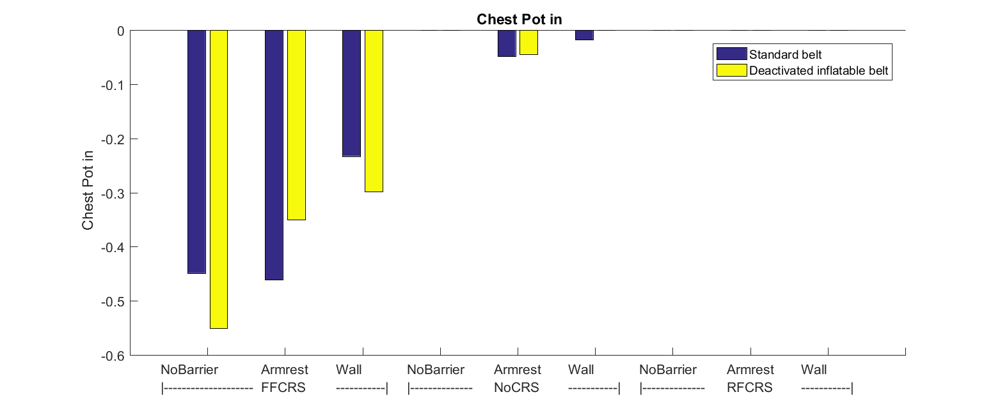 Chest Pot in
0
-0.1
-0.2
-0.3
-0.4
-0.5
-0.6
Chest Pot in
Standard belt
Deactivated inflatable belt
NoBarrier Armrest Wall NoBarrier Armrest Wall NoBarrier Armrest Wall
|-------------------- FFCRS -----------| |-------------- NoCRS -----------| |-------------- RFCRS -----------|